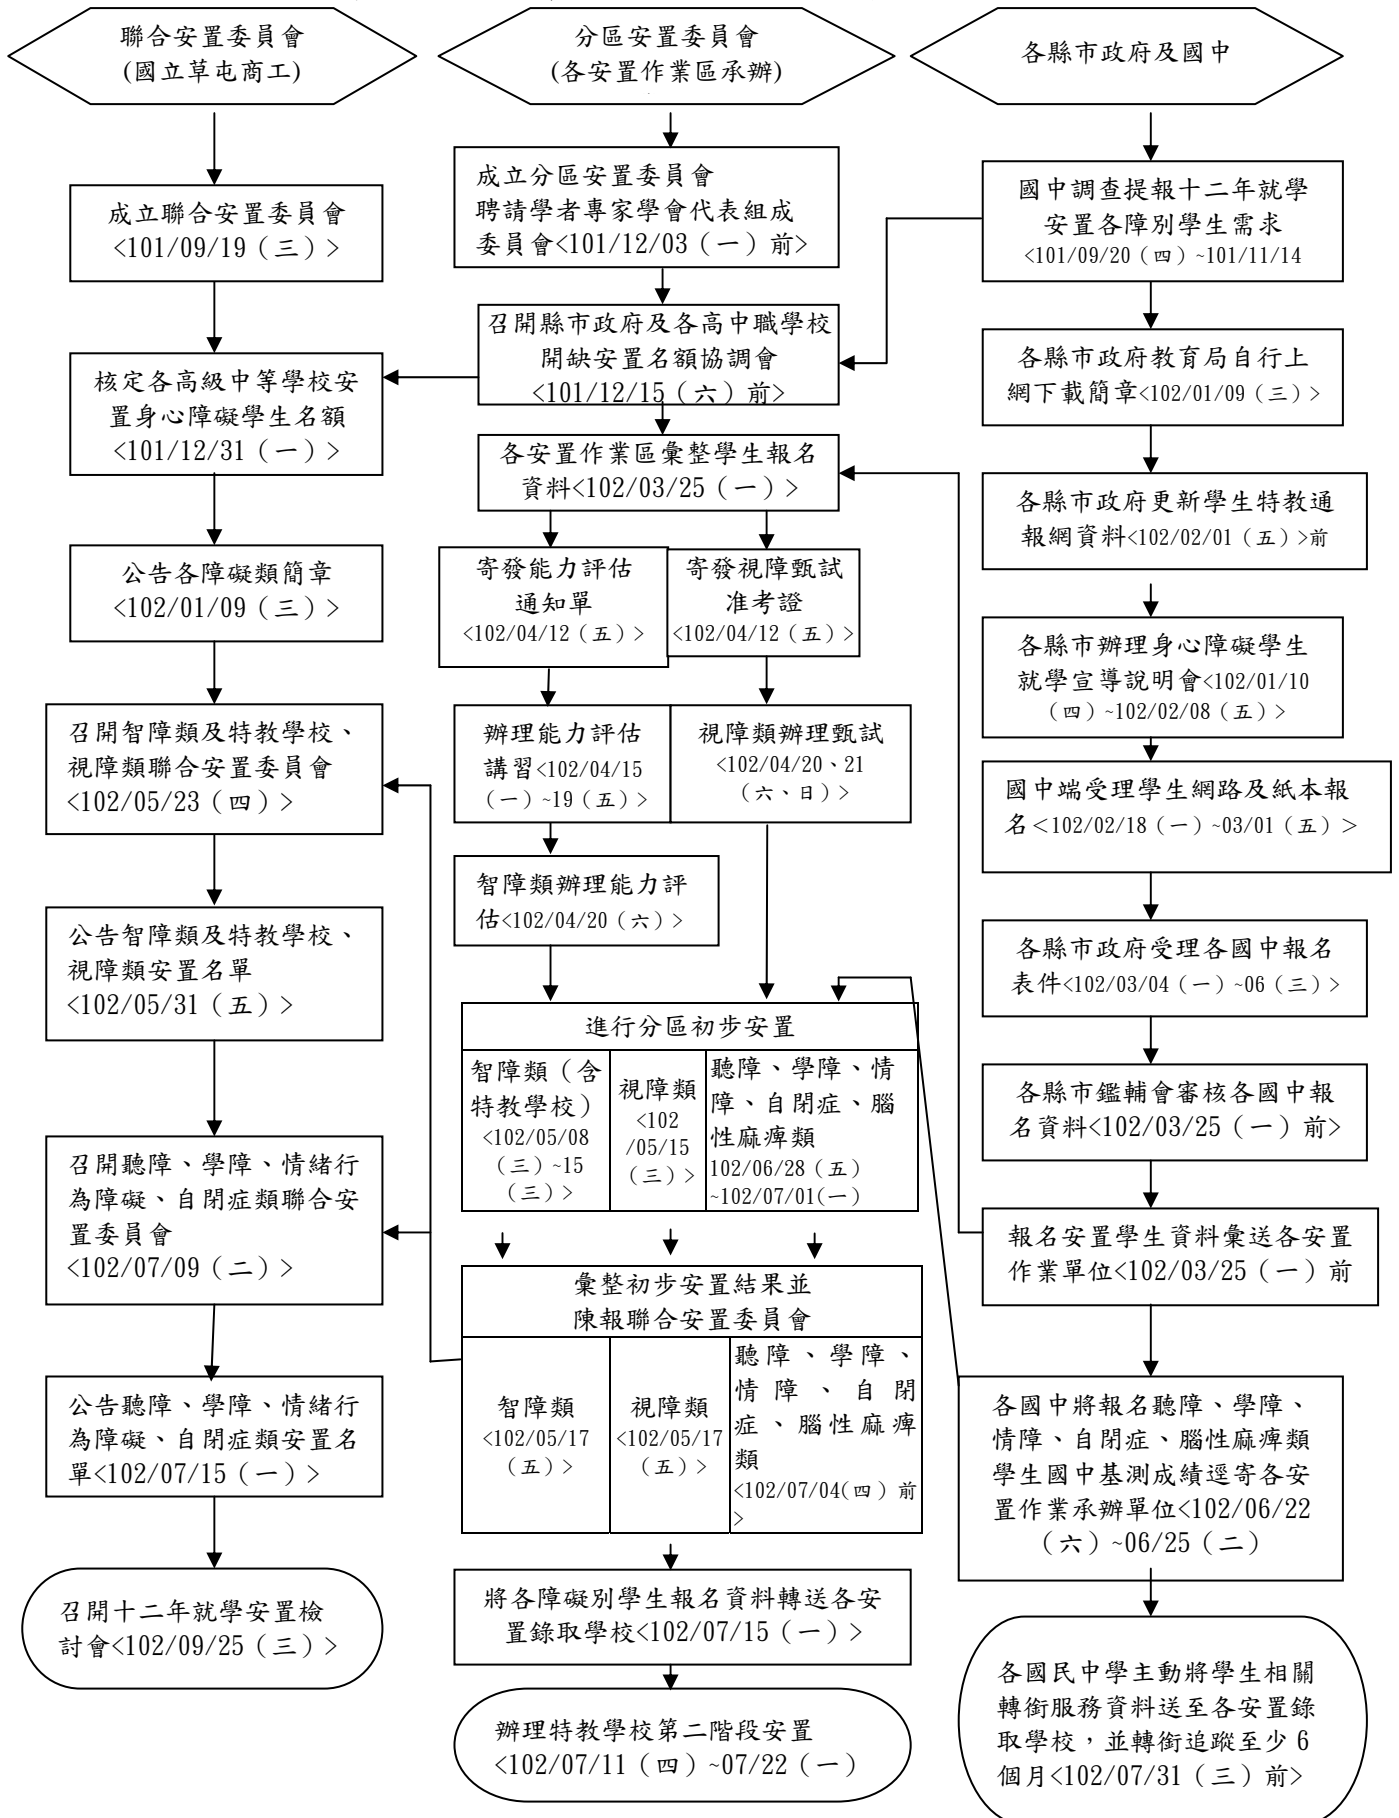 聯合安置委員會
(國立草屯商工)
成立聯合安置委員會
<101/09/19（三）>
核定各高級中等學校安
置身心障礙學生名額
<101/12/31（一）>
公告各障礙類簡章
<102/01/09（三）>
召開智障類及特教學校、
視障類聯合安置委員會
<102/05/23（四）>
公告智障類及特教學校、
視障類安置名單
<102/05/31（五）>
召開聽障、學障、情緒行
為障礙、自閉症類聯合安
置委員會
<102/07/09（二）>
公告聽障、學障、情緒行
為障礙、自閉症類安置名
單<102/07/15（一）>
召開十二年就學安置檢
討會<102/09/25（三）>
分區安置委員會
(各安置作業區承辦)
成立分區安置委員會
聘請學者專家學會代表組成
委員會<101/12/03（一）前>
召開縣市政府及各高中職學校
開缺安置名額協調會
<101/12/15（六）前>
各安置作業區彙整學生報名
資料<102/03/25（一）>
寄發能力評估
通知單
<102/04/12（五）>
寄發視障甄試
准考證
<102/04/12（五）>
辦理能力評估
講習<102/04/15
（一）~19（五）>
視障類辦理甄試
<102/04/20、21
（六、日）>
智障類辦理能力評
估<102/04/20（六）>
進行分區初步安置
智障類（含
特教學校）
<102/05/08
（三）~15
（三）>
視障類
<102
/05/15
（三）>
聽障、學障、情
障、自閉症、腦
性麻痺類
102/06/28（五）
~102/07/01(一)
彙整初步安置結果並
陳報聯合安置委員會
智障類
<102/05/17
（五）>
視障類
<102/05/17
（五）>
聽障、學障、
情障、自閉
症、腦性麻痺
類
<102/07/04(四）前
>
將各障礙別學生報名資料轉送各安
置錄取學校<102/07/15（一）>
辦理特教學校第二階段安置
<102/07/11（四）~07/22（一）
各縣市政府及國中
國中調查提報十二年就學
安置各障別學生需求
<101/09/20（四）~101/11/14
各縣市政府教育局自行上
網下載簡章<102/01/09（三）>
各縣市政府更新學生特教通
報網資料<102/02/01（五）>前
各縣市辦理身心障礙學生
就學宣導說明會<102/01/10
（四）~102/02/08（五）>
國中端受理學生網路及紙本報
名<102/02/18（一）~03/01（五）>
各縣市政府受理各國中報名
表件<102/03/04（一）~06（三）>
各縣市鑑輔會審核各國中報
名資料<102/03/25（一）前>
報名安置學生資料彙送各安置
作業單位<102/03/25（一）前
各國中將報名聽障、學障、
情障、自閉症、腦性麻痺類
學生國中基測成績逕寄各安
置作業承辦單位<102/06/22
（六）~06/25（二）
各國民中學主動將學生相關
轉銜服務資料送至各安置錄
取學校，並轉銜追蹤至少 6
個月<102/07/31（三）前>